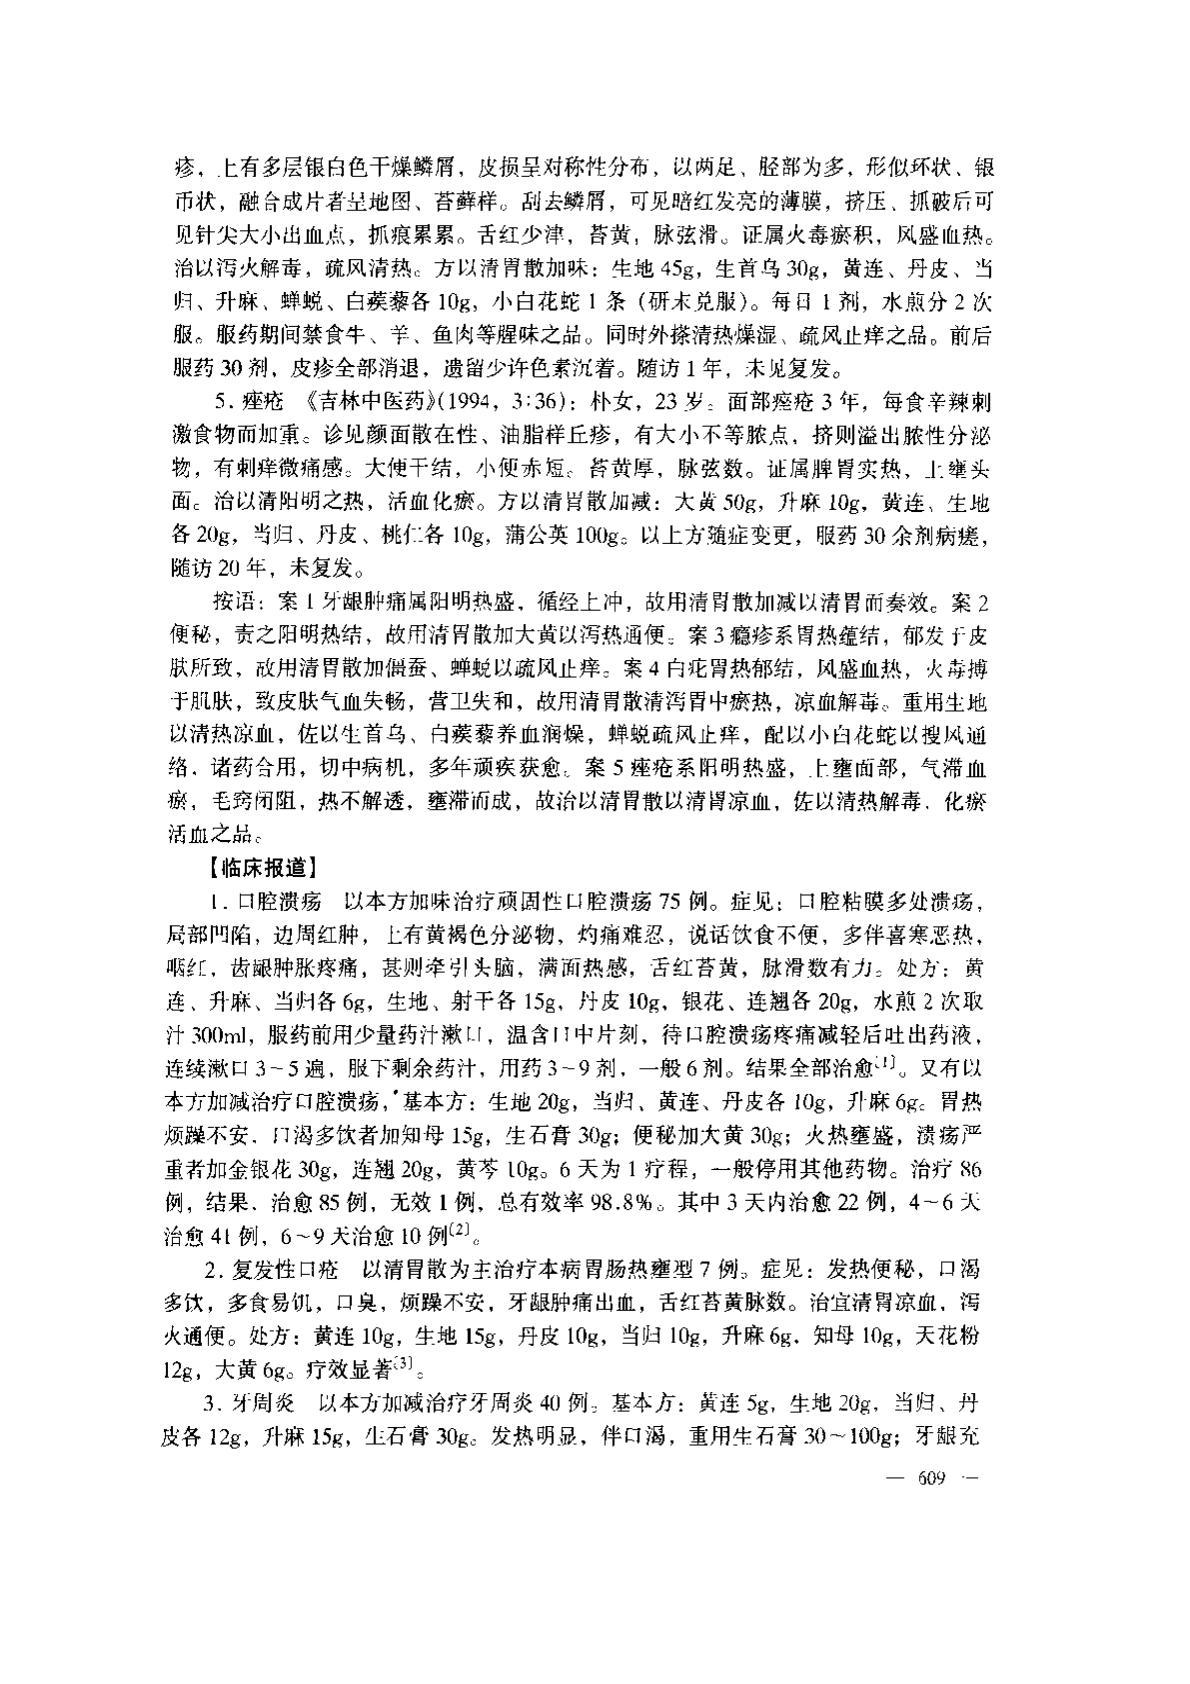 疹，上有多层银白色干燥鳞屑，皮损呈对称性分布，以两足、胫部为多，形似环状、银
币状，融合成片者呈地图、苔藓样。刮去鳞屑，可见暗红发亮的薄膜，挤压、抓破后可
见针尖大小出血点，抓痕累累。舌红少津，苔黄，脉弦滑。证属火毒瘀积，风盛血热。
治以泻火解毒，疏风清热。方以清胃散加味：生地 45g，生首乌 30g，黄连、丹皮、当
归、升麻、蝉蜕、白蒺藜各 10g，小白花蛇 1 条（研末兑服）。每日 1 剂，水煎分 2 次
服。服药期间禁食牛、羊、鱼肉等腥味之品。同时外搽清热燥湿、疏风止痒之品。前后
服药 30 剂，皮疹全部消退，遗留少许色素沉着。随访 1 年，未见复发。
5. 痤疮 《吉林中医药》(1994，3:36)：朴女，23 岁。面部痤疮 3 年，每食辛辣刺
激食物而加重。诊见颜面散在性、油脂样丘疹，有大小不等脓点，挤则溢出脓性分泌
物，有刺痒微痛感。大便干结，小便赤短。苔黄厚，脉弦数。证属脾胃实热，上壅头
面。治以清阳明之热，活血化瘀。方以清胃散加减：大黄 50g，升麻 10g，黄连、生地
各 20g，当归、丹皮、桃仁各 10g，蒲公英 100g。以上方随症变更，服药 30 余剂病瘥，
随访 20 年，未复发。
按语：案 1 牙龈肿痛属阳明热盛，循经上冲，故用清胃散加减以清胃而奏效。案 2
便秘，责之阳明热结，故用清胃散加大黄以泻热通便。案 3 瘾疹系胃热蕴结，郁发于皮
肤所致，故用清胃散加僵蚕、蝉蜕以疏风止痒。案 4 白疕胃热郁结，风盛血热，火毒搏
于肌肤，致皮肤气血失畅，营卫失和，故用清胃散清泻胃中瘀热，凉血解毒。重用生地
以清热凉血，佐以生首乌、白蒺藜养血润燥，蝉蜕疏风止痒，配以小白花蛇以搜风通
络．诸药合用，切中病机，多年顽疾获愈。案 5 痤疮系阳明热盛，上壅面部，气滞血
瘀，毛窍闭阻，热不解透，壅滞而成，故治以清胃散以清胃凉血，佐以清热解毒、化瘀
活血之品。
【临床报道】
1. 口腔溃疡 以本方加味治疗顽固性口腔溃疡 75 例。症见：口腔粘膜多处溃疡，
局部凹陷，边周红肿，上有黄褐色分泌物，灼痛难忍，说话饮食不便，多伴喜寒恶热，
咽红，齿龈肿胀疼痛，甚则牵引头脑，满面热感，舌红苔黄，脉滑数有力。处方：黄
连、升麻、当归各 6g，生地、射干各 15g，丹皮 10g，银花、连翘各 20g，水煎 2 次取
汁 300ml，服药前用少量药汁漱口，温含口中片刻，待口腔溃疡疼痛减轻后吐出药液，
连续漱口 3~5 遍，服下剩余药汁，用药 3~9 剂，一般 6 剂。结果全部治愈〔1〕。又有以
本方加减治疗口腔溃疡，基本方：生地 20g，当归、黄连、丹皮各 10g，升麻 6g。胃热
烦躁不安、口渴多饮者加知母 15g，生石膏 30g；便秘加大黄 30g；火热壅盛，溃疡严
重者加金银花 30g，连翘 20g，黄芩 10g。6 天为 1 疗程，一般停用其他药物。治疗 86
例，结果．治愈 85 例，无效 1 例，总有效率 98.8%。其中 3 天内治愈 22 例，4~6 天
治愈 41 例，6~9 天治愈 10 例〔2〕。
2. 复发性口疮 以清胃散为主治疗本病胃肠热壅型 7 例。症见：发热便秘，口渴
多饮，多食易饥，口臭，烦躁不安，牙龈肿痛出血，舌红苔黄脉数。治宜清胃凉血，泻
火通便。处方：黄连 10g，生地 15g，丹皮 10g，当归 10g，升麻 6g．知母 10g，天花粉
12g，大黄 6g。疗效显著〔3〕。
3. 牙周炎 以本方加减治疗牙周炎 40 例。基本方：黄连 5g，生地 20g，当归、丹
皮各 12g，升麻 15g，生石膏 30g。发热明显，伴口渴，重用生石膏 30~100g；牙龈充
— 609 —